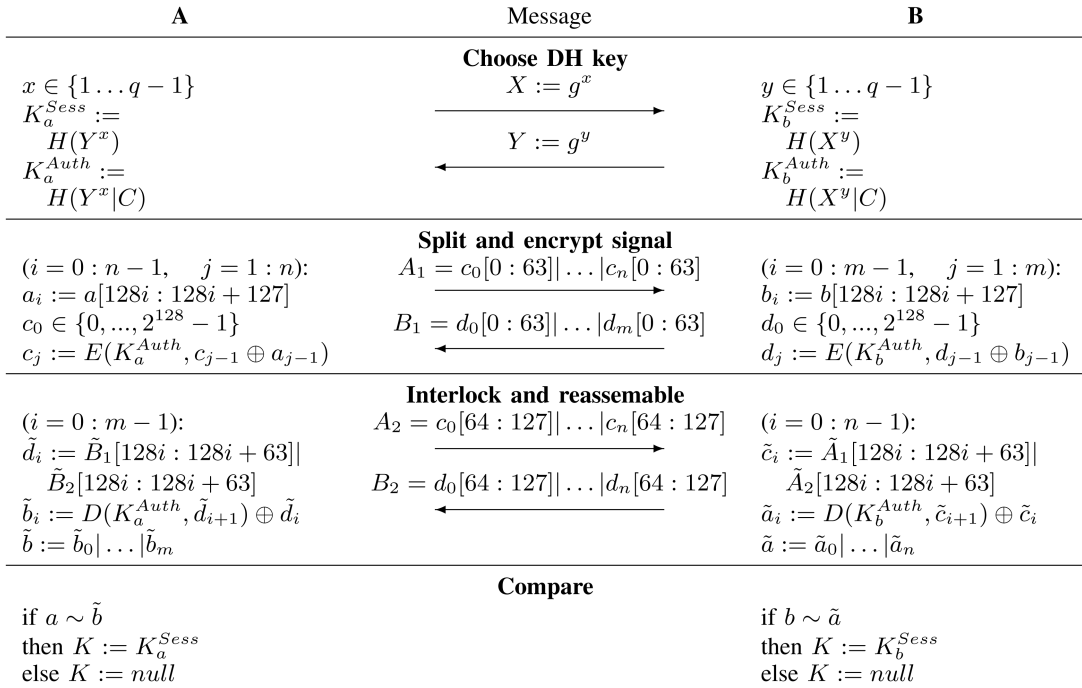 A Message B
Choose DH key
x ∈ {1 . . . q − 1} X := g^x y ∈ {1 . . . q − 1}
K_a^{Sess} := K_b^{Sess} :=
H(Y^x) Y := g^y H(X^y)
K_a^{Auth} := K_b^{Auth} :=
H(Y^x|C) H(X^y|C)
Split and encrypt signal
(i = 0 : n − 1, j = 1 : n): A_1 = c_0[0 : 63]| . . . |c_n[0 : 63] (i = 0 : m − 1, j = 1 : m):
a_i := a[128i : 128i + 127] b_i := b[128i : 128i + 127]
c_0 ∈ {0, ..., 2^{128} − 1} B_1 = d_0[0 : 63]| . . . |d_m[0 : 63] d_0 ∈ {0, ..., 2^{128} − 1}
c_j := E(K_a^{Auth}, c_{j−1} ⊕ a_{j−1}) d_j := E(K_b^{Auth}, d_{j−1} ⊕ b_{j−1})
Interlock and reassemable
(i = 0 : m − 1): A_2 = c_0[64 : 127]| . . . |c_n[64 : 127] (i = 0 : n − 1):
d̃_i := B̃_1[128i : 128i + 63]| c̃_i := Ã_1[128i : 128i + 63]|
B̃_2[128i : 128i + 63] B_2 = d_0[64 : 127]| . . . |d_n[64 : 127] Ã_2[128i : 128i + 63]
b̃_i := D(K_a^{Auth}, d̃_{i+1}) ⊕ d̃_i ã_i := D(K_b^{Auth}, c̃_{i+1}) ⊕ c̃_i
b̃ := b̃_0| . . . |b̃_m ã := ã_0| . . . |ã_n
Compare
if a ∼ b̃ if b ∼ ã
then K := K_a^{Sess} then K := K_b^{Sess}
else K := null else K := null